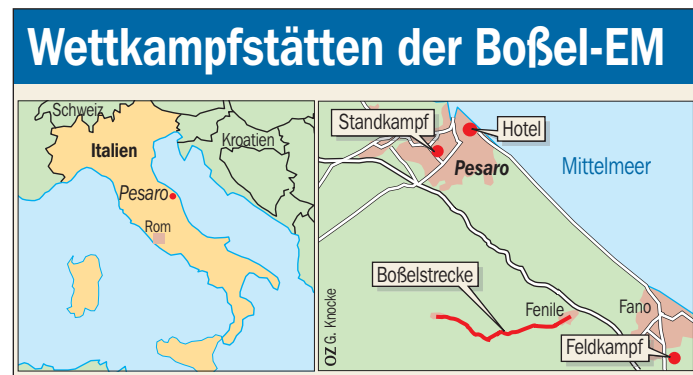 Wettkampfstätten der Boßel-EM
Schweiz
Kroatien
Italien
Pesaro
Rom
Standkampf
Hotel
Pesaro
Mittelmeer
Boßelstrecke
Fenile
Fano
Feldkampf
OZ G. Knocke